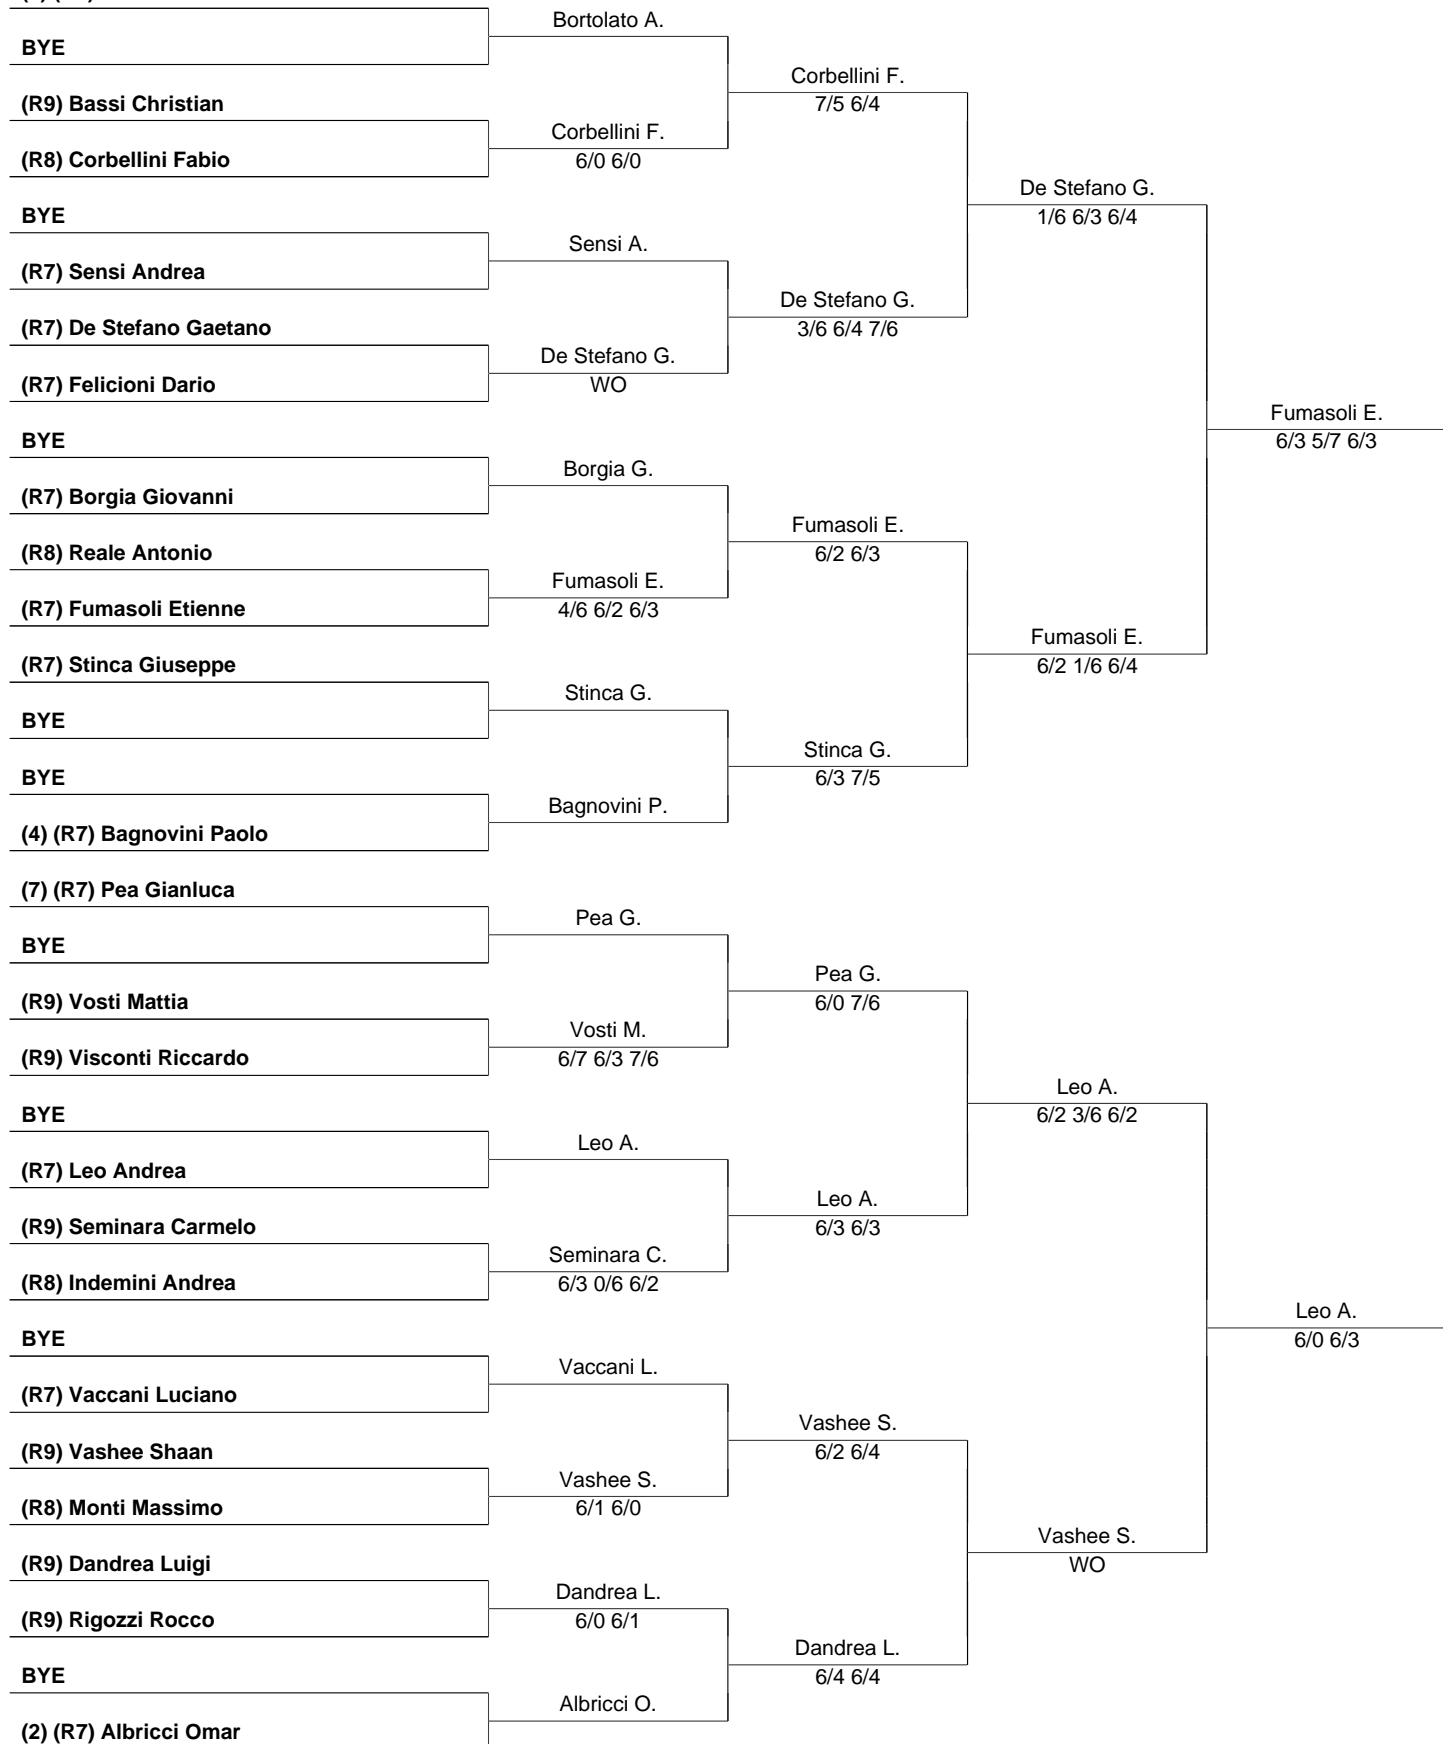 BYE
(R9) Bassi Christian
(R8) Corbellini Fabio
BYE
(R7) Sensi Andrea
(R7) De Stefano Gaetano
(R7) Felicioni Dario
BYE
(R7) Borgia Giovanni
(R8) Reale Antonio
(R7) Fumasoli Etienne
(R7) Stinca Giuseppe
BYE
BYE
(4) (R7) Bagnovini Paolo
(7) (R7) Pea Gianluca
BYE
(R9) Vosti Mattia
(R9) Visconti Riccardo
BYE
(R7) Leo Andrea
(R9) Seminara Carmelo
(R8) Indemini Andrea
BYE
(R7) Vaccani Luciano
(R9) Vashee Shaan
(R8) Monti Massimo
(R9) Dandrea Luigi
(R9) Rigozzi Rocco
BYE
(2) (R7) Albricci Omar
Bortolato A.
Corbellini F.
6/0 6/0
Sensi A.
De Stefano G.
WO
Borgia G.
Fumasoli E.
4/6 6/2 6/3
Stinca G.
Bagnovini P.
Pea G.
Vosti M.
6/7 6/3 7/6
Leo A.
Seminara C.
6/3 0/6 6/2
Vaccani L.
Vashee S.
6/1 6/0
Dandrea L.
6/0 6/1
Albricci O.
Corbellini F.
7/5 6/4
De Stefano G.
3/6 6/4 7/6
Fumasoli E.
6/2 6/3
Stinca G.
6/3 7/5
Pea G.
6/0 7/6
Leo A.
6/3 6/3
Vashee S.
6/2 6/4
Dandrea L.
6/4 6/4
De Stefano G.
1/6 6/3 6/4
Fumasoli E.
6/2 1/6 6/4
Leo A.
6/2 3/6 6/2
Vashee S.
WO
Fumasoli E.
6/3 5/7 6/3
Leo A.
6/0 6/3